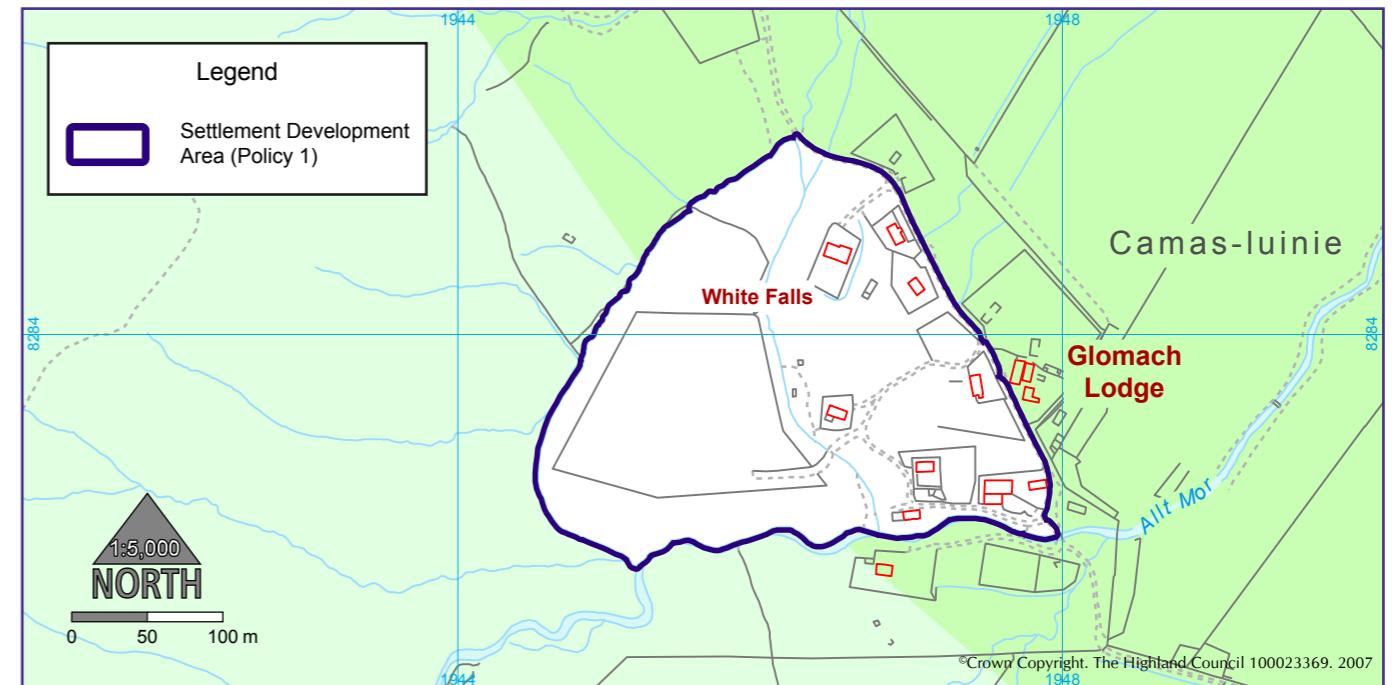 1944
1948
Legend
Settlement Development
Area (Policy 1)
Camas-luinie
White Falls
8284
8284
Glomach
Lodge
Allt Mor
1:5,000
NORTH
0 50 100 m
©Crown Copyright. The Highland Council 100023369. 2007
1944
1948